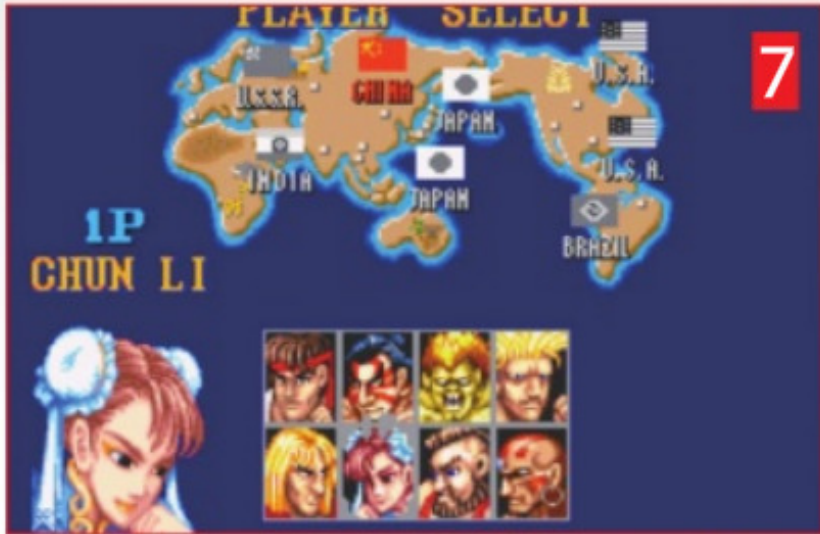 PLAYER SELECT
7
U.S.S.R.
CHINA
U.S.A.
JAPAN
U.S.A.
INDIA
JAPAN
BRAZIL
1P
CHUN LI